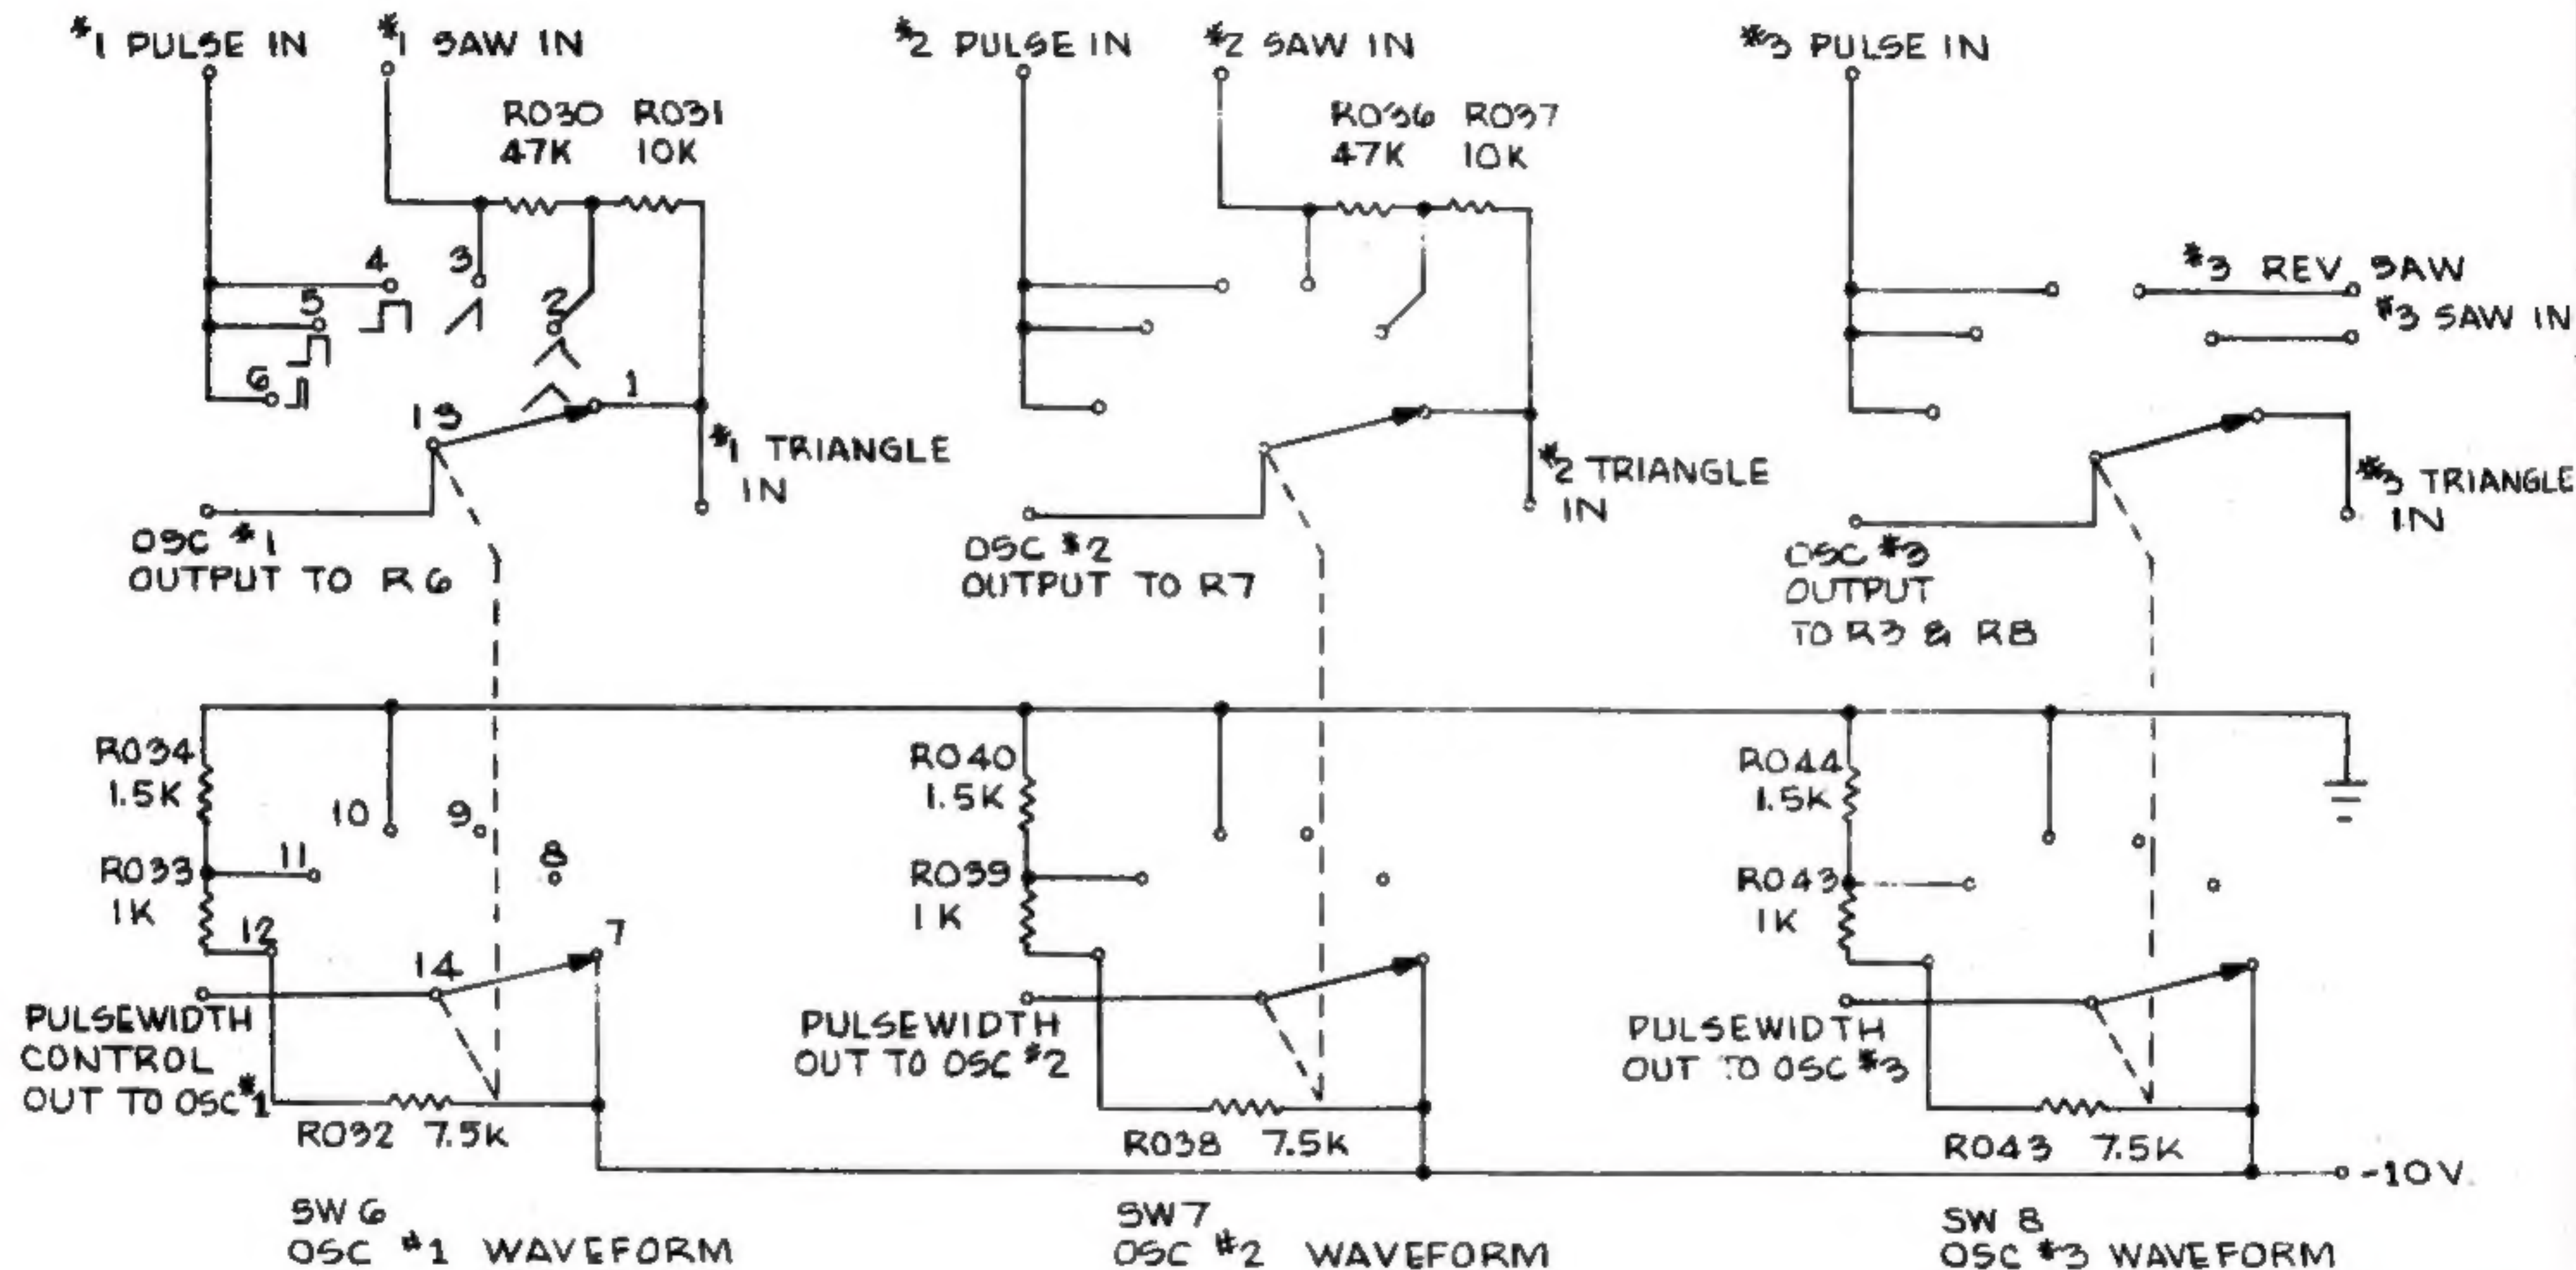 #1 PULSE IN
#1 SAW IN
R030 R031
47K 10K
4
3
5
2
6
1
13
#1 TRIANGLE
IN
OSC #1
OUTPUT TO R6
#2 PULSE IN
#2 SAW IN
R036 R037
47K 10K
#2 TRIANGLE
IN
OSC #2
OUTPUT TO R7
#3 PULSE IN
#3 REV SAW
#3 SAW IN
#3 TRIANGLE
IN
OSC #3
OUTPUT
TO R3 & R8
R034
1.5K
10
9
8
11
R033
1K
12
14
7
PULSEWIDTH
CONTROL
OUT TO OSC #1
R032 7.5K
SW 6
OSC #1 WAVEFORM
R040
1.5K
R039
1K
PULSEWIDTH
OUT TO OSC #2
R038 7.5K
SW 7
OSC #2 WAVEFORM
R044
1.5K
R043
1K
PULSEWIDTH
OUT TO OSC #3
R043 7.5K
-10V.
SW 8
OSC #3 WAVEFORM